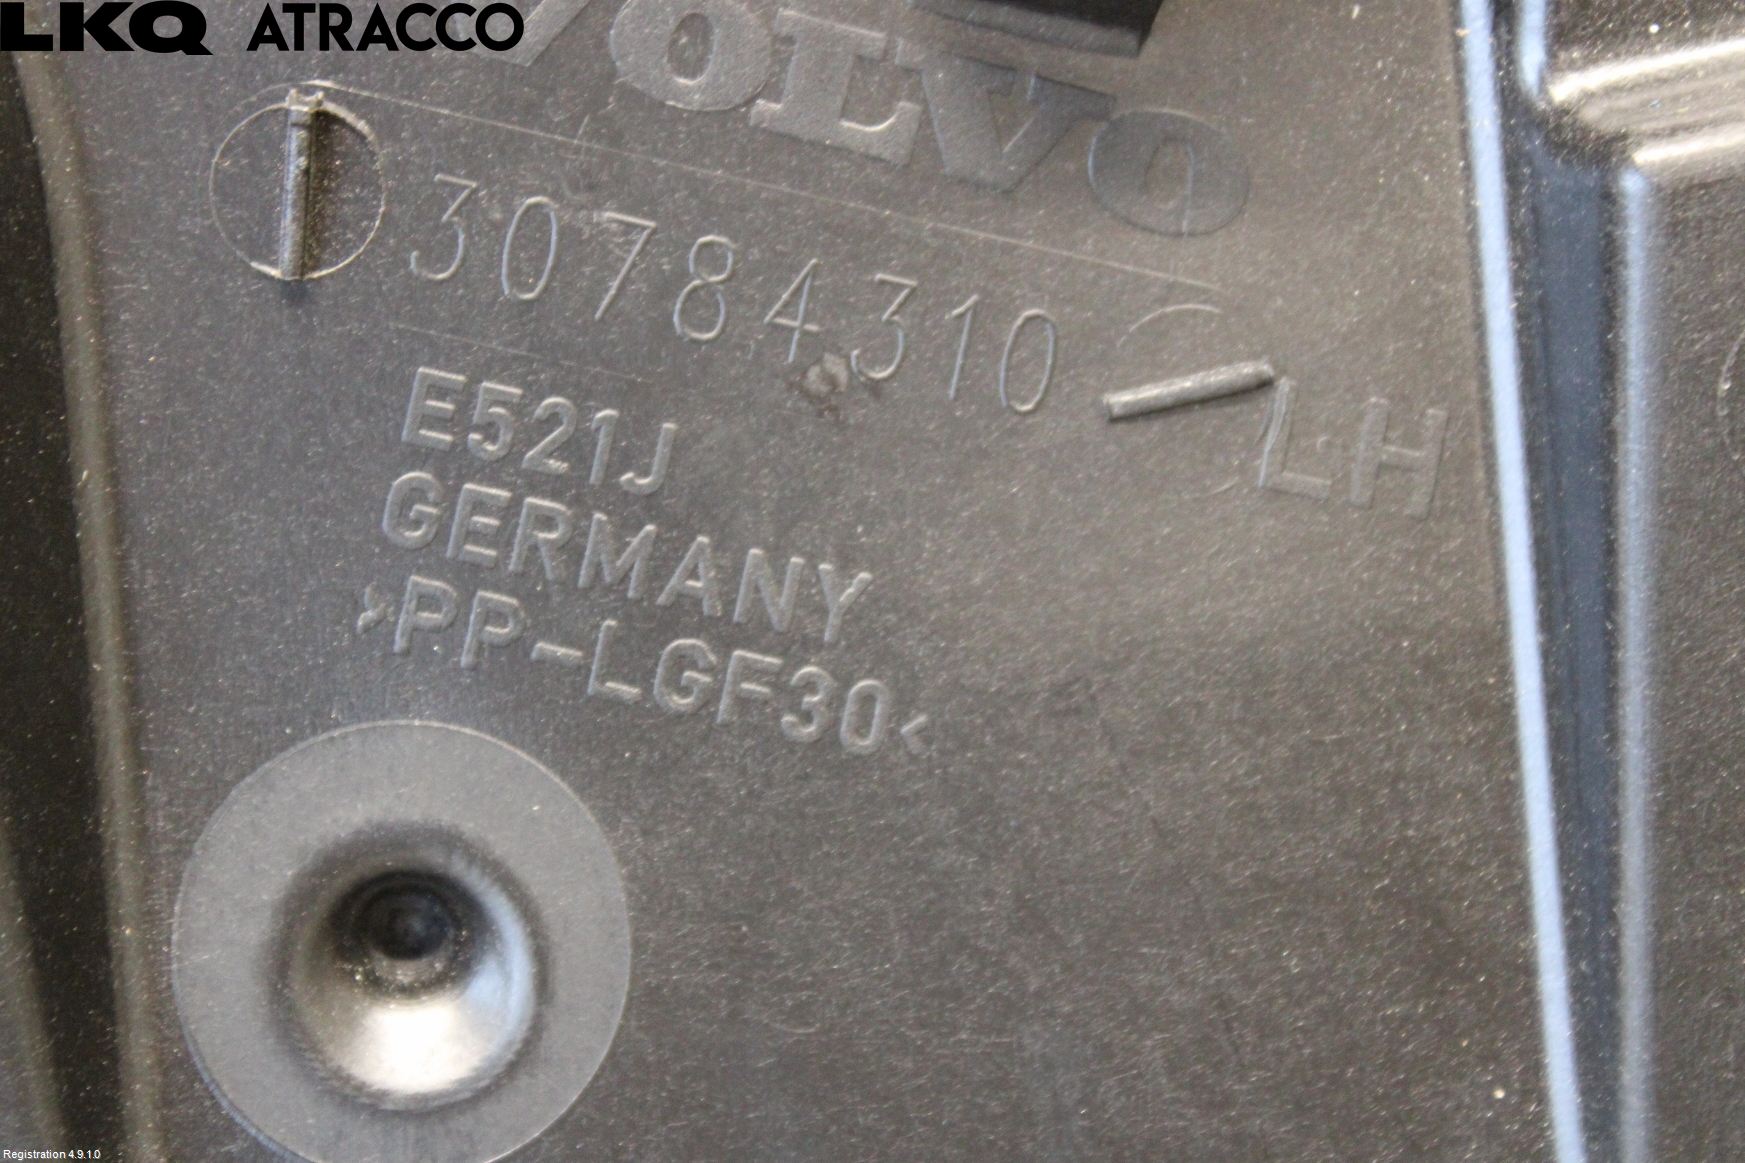 LKQ ATRACCO
VOLVO
30784310
LH
E521J
GERMANY
>PP-LGF30<
Registration 4.9.1.0